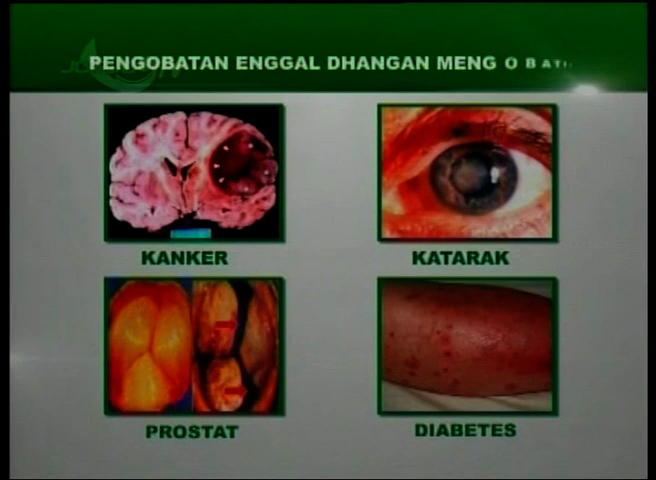 PENGOBATAN ENGGAL DHANGAN MENG O B A T I
KANKER
KATARAK
PROSTAT
DIABETES